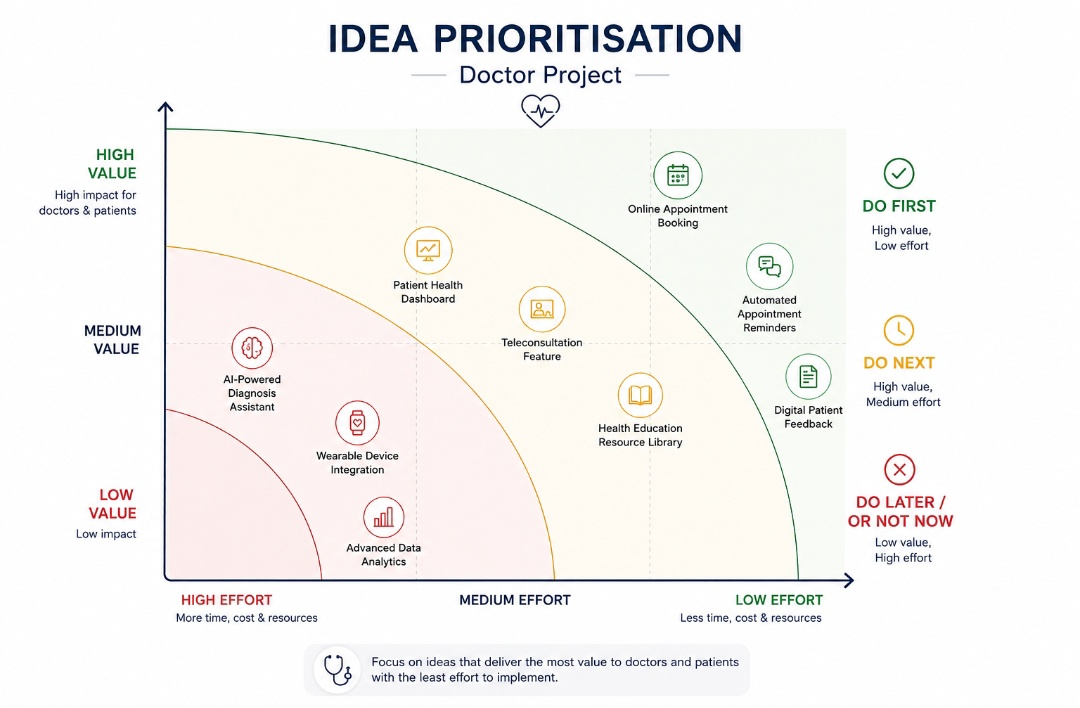 IDEA PRIORITISATION
Doctor Project
HIGH
VALUE
High impact for
doctors & patients
MEDIUM
VALUE
LOW
VALUE
Low impact
Online Appointment
Booking
Patient Health
Dashboard
Automated
Appointment
Reminders
Teleconsultation
Feature
AI-Powered
Diagnosis
Assistant
Digital Patient
Feedback
Health Education
Resource Library
Wearable Device
Integration
Advanced Data
Analytics
DO FIRST
High value,
Low effort
DO NEXT
High value,
Medium effort
DO LATER /
OR NOT NOW
Low value,
High effort
HIGH EFFORT
More time, cost & resources
MEDIUM EFFORT
LOW EFFORT
Less time, cost & resources
Focus on ideas that deliver the most value to doctors and patients
with the least effort to implement.